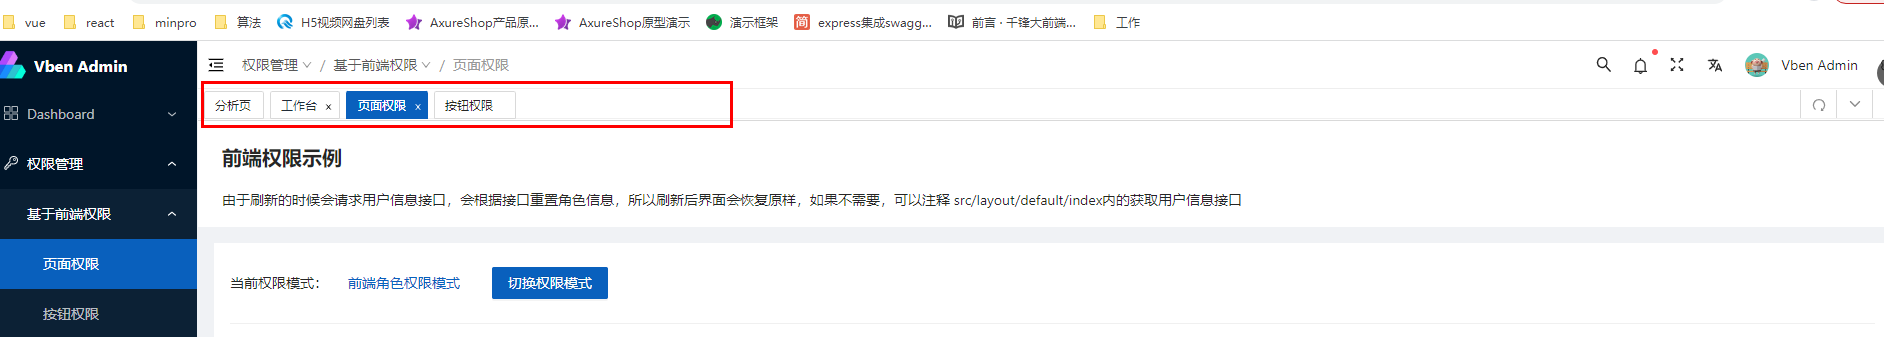 vue react minpro 算法 H5视频网盘列表 AxureShop产品原... AxureShop原型演示 演示框架 简 express集成swagg... 前言 · 千锋大前端... 工作
Vben Admin 权限管理 / 基于前端权限 / 页面权限 Vben Admin
分析页 工作台 x 页面权限 x 按钮权限
Dashboard
权限管理
基于前端权限
页面权限
按钮权限
前端权限示例
由于刷新的时候会请求用户信息接口，会根据接口重置角色信息，所以刷新后界面会恢复原样，如果不需要，可以注释 src/layout/default/index内的获取用户信息接口
当前权限模式： 前端角色权限模式 切换权限模式